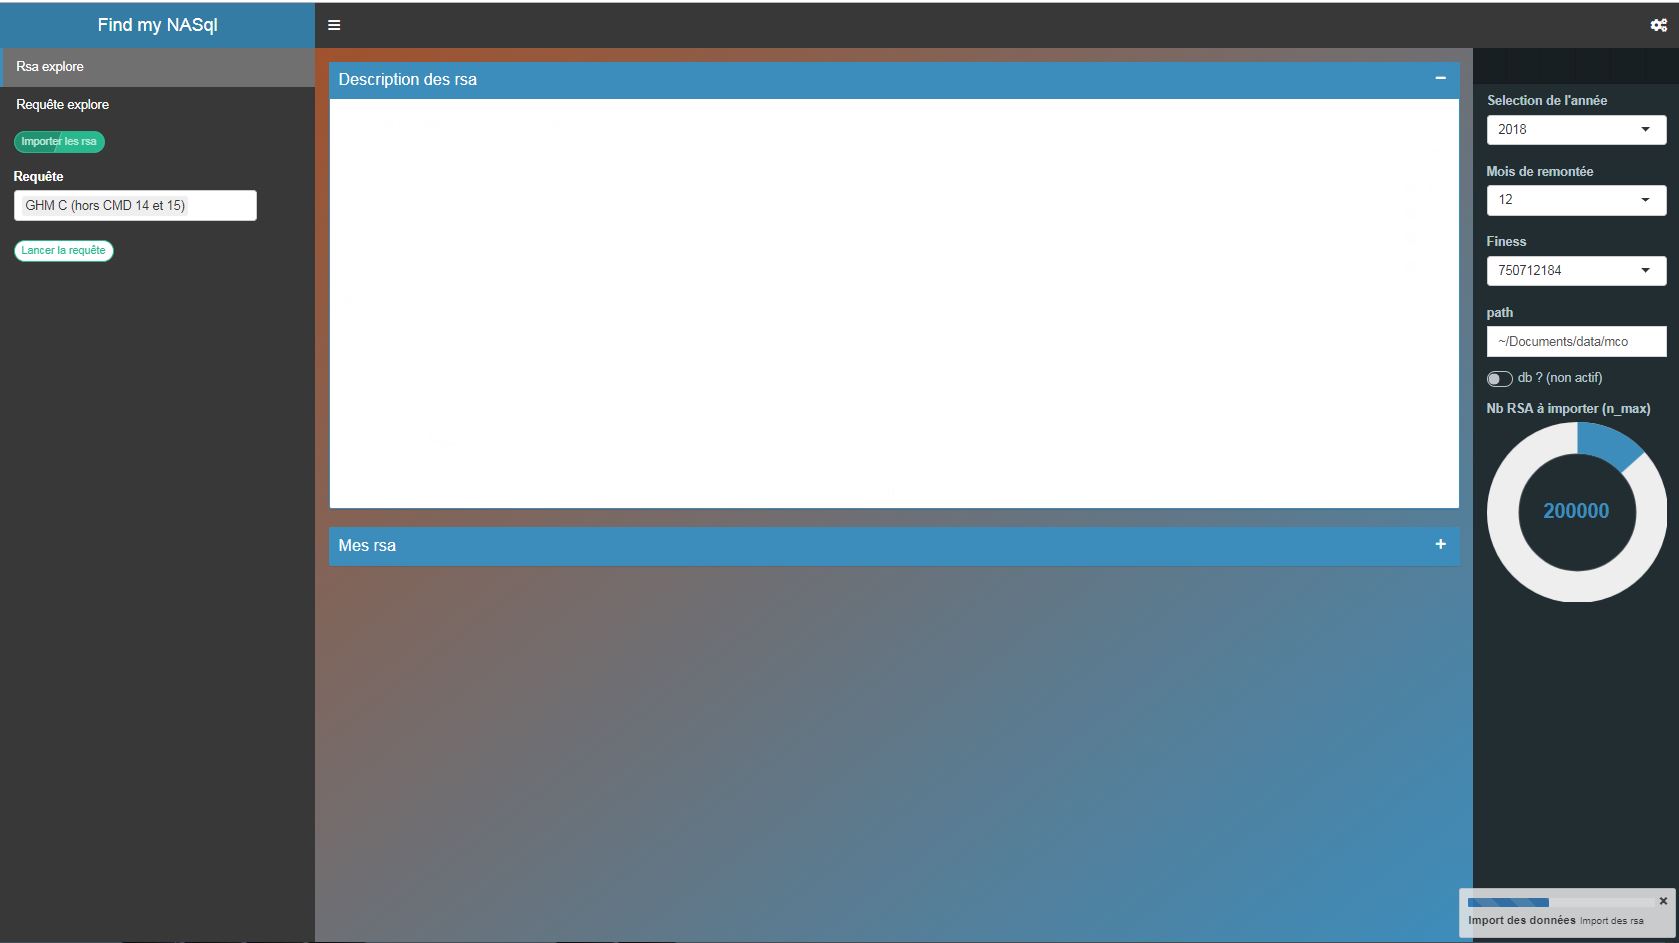 Find my NASql
Rsa explore
Requête explore
Importer les rsa
Requête
GHM C (hors CMD 14 et 15)
Lancer la requête
Description des rsa
Mes rsa
Selection de l'année
2018
Mois de remontée
12
Finess
750712184
path
~/Documents/data/mco
db ? (non actif)
Nb RSA à importer (n_max)
200000
Import des données Import des rsa